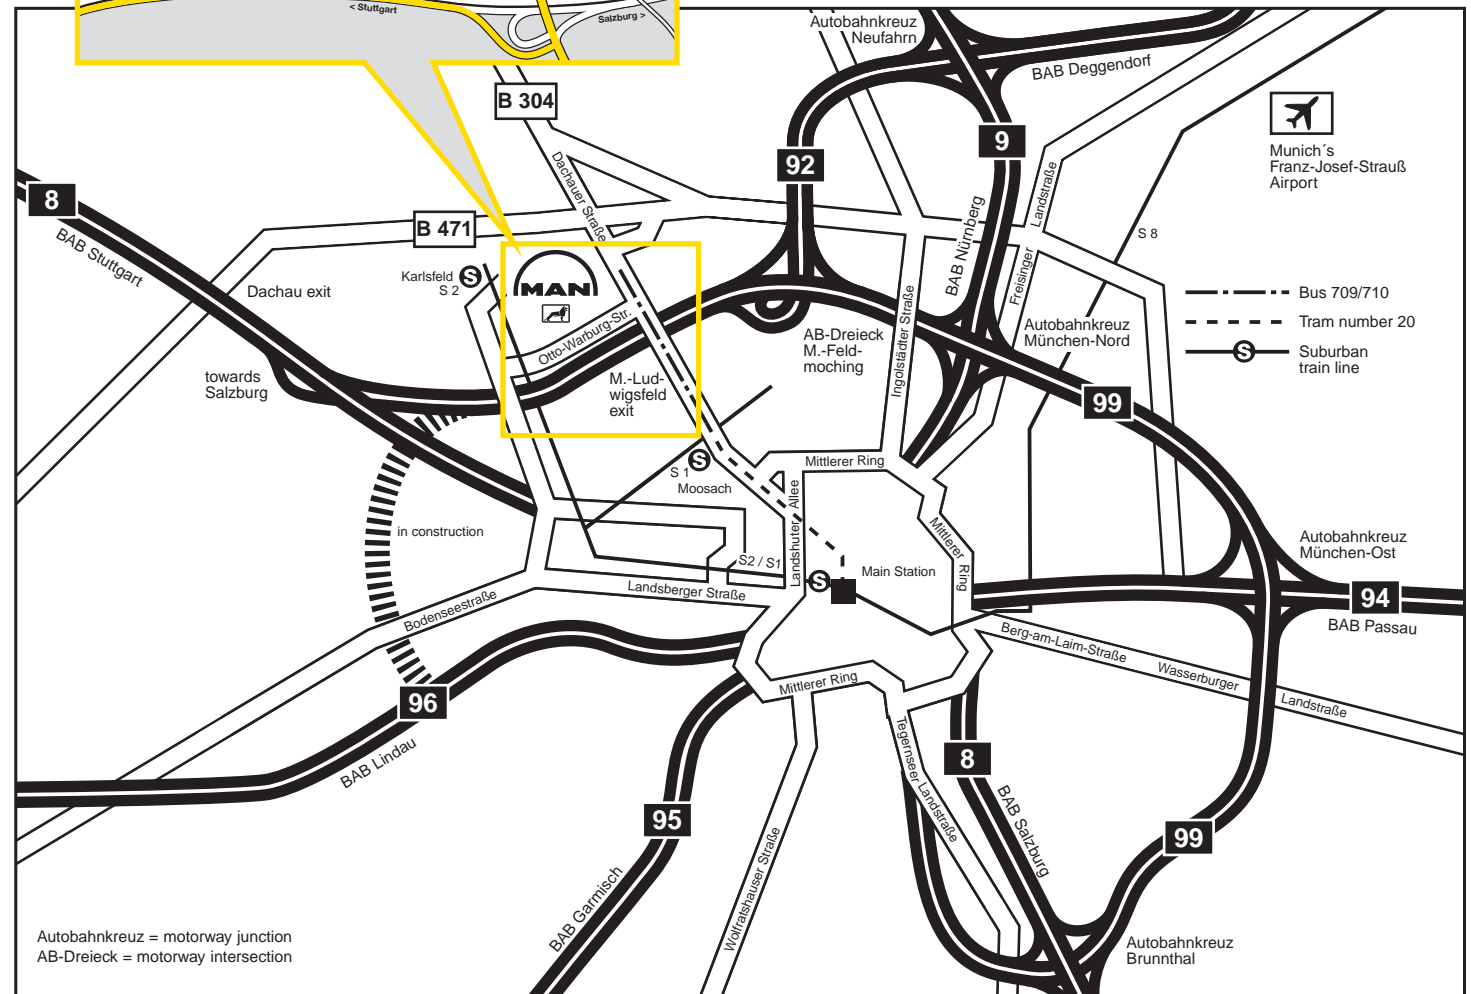 < Stuttgart
Salzburg >
Autobahnkreuz
Neufahrn
BAB Deggendorf
B 304
9
92
Munich´s
Franz-Josef-Strauß
Airport
8
BAB Stuttgart
B 471
Dachauer Straße
Landstraße
Freisinger
BAB Nürnberg
S 8
Karlsfeld
S 2
S
MAN
Dachau exit
Otto-Warburg-Str.
Ingolstädter Straße
Bus 709/710
Tram number 20
S
Suburban
train line
Autobahnkreuz
München-Nord
AB-Dreieck
M.-Feld-
moching
towards
Salzburg
M.-Lud-
wigsfeld
exit
99
S 1
S
Moosach
Mittlerer Ring
Landshuter Allee
Mittlerer Ring
in construction
S2 / S1
S
Main Station
Autobahnkreuz
München-Ost
94
BAB Passau
Landsberger Straße
Bodenseestraße
Berg-am-Laim-Straße
Wasserburger
Landstraße
Mittlerer Ring
96
BAB Lindau
Tegernseer Landstraße
8
BAB Salzburg
95
BAB Garmisch
Wolfratshauser Straße
99
Autobahnkreuz
Brunnthal
Autobahnkreuz = motorway junction
AB-Dreieck = motorway intersection